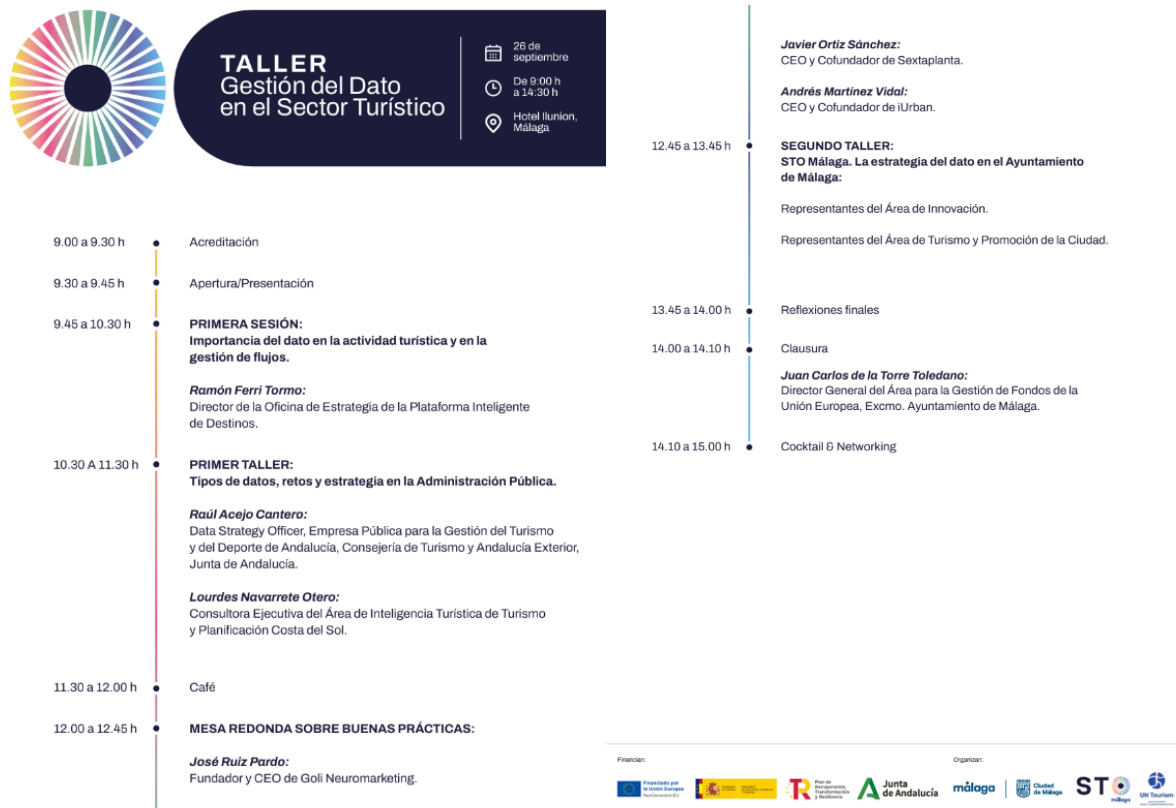 TALLER
Gestión del Dato
en el Sector Turístico
26 de
septiembre
De 9:00 h
a 14:30 h
Hotel Ilunion,
Málaga
9.00 a 9.30 h
Acreditación
9.30 a 9.45 h
Apertura/Presentación
9.45 a 10.30 h
PRIMERA SESIÓN:
Importancia del dato en la actividad turística y en la
gestión de flujos.
Ramón Ferri Tormo:
Director de la Oficina de Estrategia de la Plataforma Inteligente
de Destinos.
10.30 A 11.30 h
PRIMER TALLER:
Tipos de datos, retos y estrategia en la Administración Pública.
Raúl Acejo Cantero:
Data Strategy Officer, Empresa Pública para la Gestión del Turismo
y del Deporte de Andalucía, Consejería de Turismo y Andalucía Exterior,
Junta de Andalucía.
Lourdes Navarrete Otero:
Consultora Ejecutiva del Área de Inteligencia Turística de Turismo
y Planificación Costa del Sol.
11.30 a 12.00 h
Café
12.00 a 12.45 h
MESA REDONDA SOBRE BUENAS PRÁCTICAS:
José Ruiz Pardo:
Fundador y CEO de Goli Neuromarketing.
Javier Ortiz Sánchez:
CEO y Cofundador de Sextaplanta.
Andrés Martínez Vidal:
CEO y Cofundador de iUrban.
12.45 a 13.45 h
SEGUNDO TALLER:
STO Málaga. La estrategia del dato en el Ayuntamiento
de Málaga:
Representantes del Área de Innovación.
Representantes del Área de Turismo y Promoción de la Ciudad.
13.45 a 14.00 h
Reflexiones finales
14.00 a 14.10 h
Clausura
Juan Carlos de la Torre Toledano:
Director General del Área para la Gestión de Fondos de la
Unión Europea, Excmo. Ayuntamiento de Málaga.
14.10 a 15.00 h
Cocktail & Networking
Financian:
Financiado por
la Unión Europea
NextGenerationEU
Plan de
Recuperación,
Transformación
y Resiliencia
Junta
de Andalucía
Organizan:
málaga
Ciudad
de Málaga
STO
málaga
UN Tourism